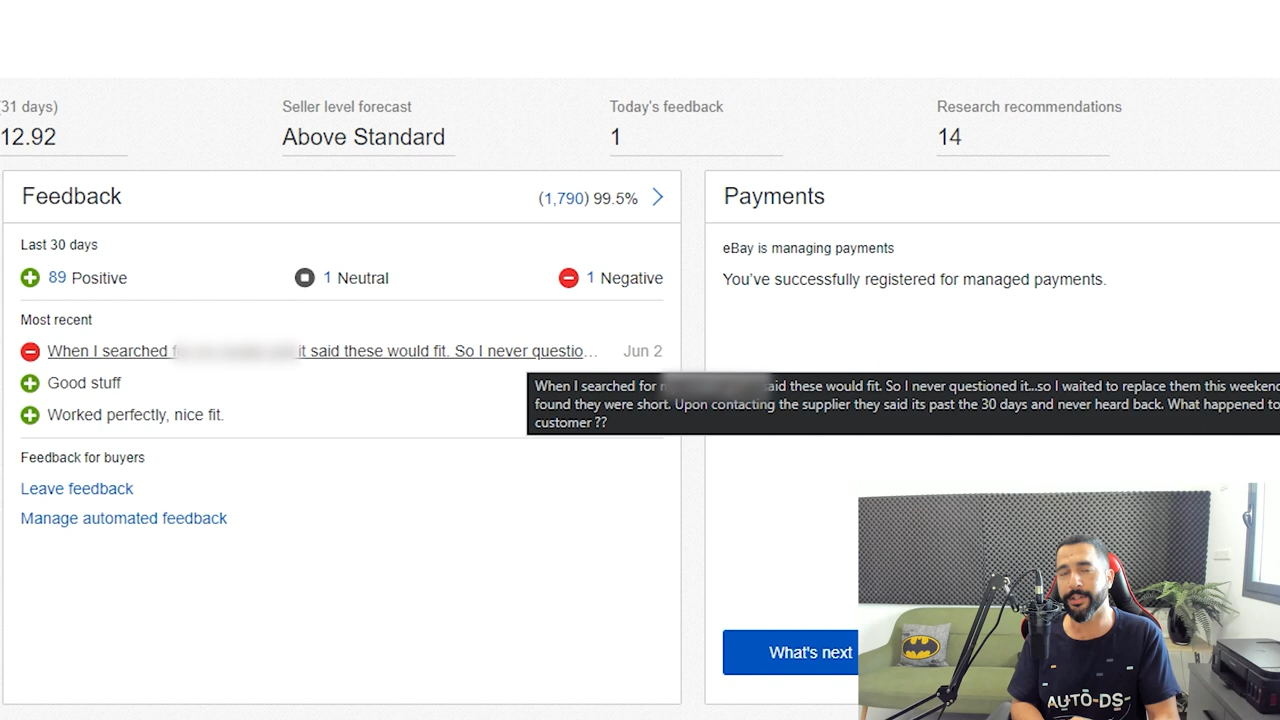 31 days)
12.92
Seller level forecast
Above Standard
Today's feedback
1
Research recommendations
14
Feedback
(1,790) 99.5%
Last 30 days
89 Positive
1 Neutral
1 Negative
Most recent
When I searched it said these would fit. So I never questio... Jun 2
Good stuff
Worked perfectly, nice fit.
Feedback for buyers
Leave feedback
Manage automated feedback
Payments
eBay is managing payments
You've successfully registered for managed payments.
When I searched for said these would fit. So I never questioned it...so I waited to replace them this weekend
found they were short. Upon contacting the supplier they said its past the 30 days and never heard back. What happened to
customer ??
What's next
AUTO-DS-